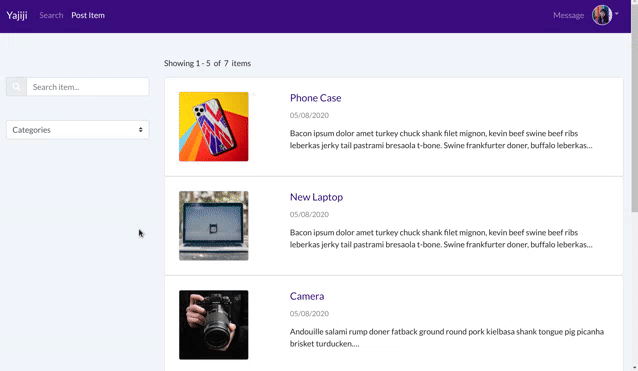 Yajiji Search Post Item Message
Showing 1 - 5 of 7 items
Search item...
Categories
Phone Case
05/08/2020
Bacon ipsum dolor amet turkey chuck shank filet mignon, kevin beef swine beef ribs
leberkas jerky tail pastrami bresaola t-bone. Swine frankfurter doner, buffalo leberkas...
New Laptop
05/08/2020
Bacon ipsum dolor amet turkey chuck shank filet mignon, kevin beef swine beef ribs
leberkas jerky tail pastrami bresaola t-bone. Swine frankfurter doner, buffalo leberkas...
Camera
05/08/2020
Andouille salami rump doner fatback ground round pork kielbasa shank tongue pig picanha
brisket turducken....